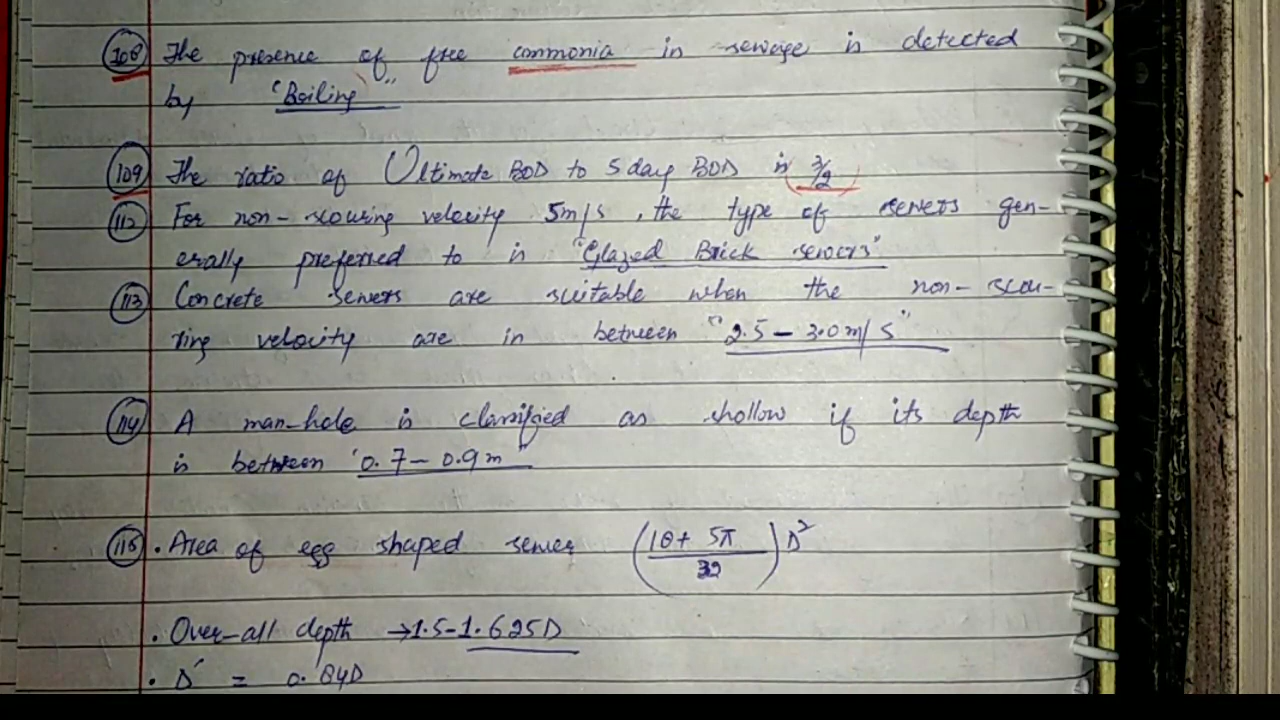 108 The presence of free ammonia in sewage is detected
by "Boiling"
109 The ratio of Ultimate BOD to 5 day BOD is 3/2
112 For non-scouring velocity 5m/s, the type of sewers gen-
erally preferred to is "Glazed Brick sewers"
113 Concrete sewers are suitable when the non-scou-
ring velocity are in between "2.5 - 3.0 m/s"
114 A man-hole is classified as shallow if its depth
is between "0.7 - 0.9 m"
115 . Area of egg shaped sewer ((18 + 5π)/32) D²
. Over-all depth → 1.5 - 1.625D
. D' = 0.84D